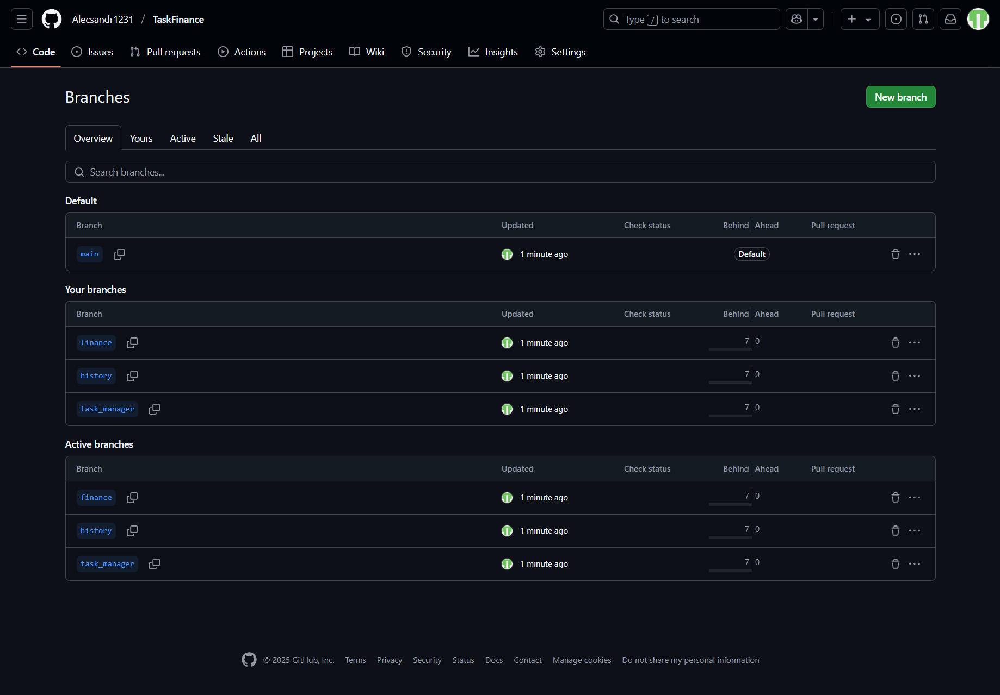 Alecsandr1231 / TaskFinance
Type / to search
Code Issues Pull requests Actions Projects Wiki Security Insights Settings
Branches
New branch
Overview Yours Active Stale All
Search branches...
Default
Branch Updated Check status Behind Ahead Pull request
main 1 minute ago Default
Your branches
Branch Updated Check status Behind Ahead Pull request
finance 1 minute ago 7 0
history 1 minute ago 7 0
task_manager 1 minute ago 7 0
Active branches
Branch Updated Check status Behind Ahead Pull request
finance 1 minute ago 7 0
history 1 minute ago 7 0
task_manager 1 minute ago 7 0
© 2025 GitHub, Inc. Terms Privacy Security Status Docs Contact Manage cookies Do not share my personal information